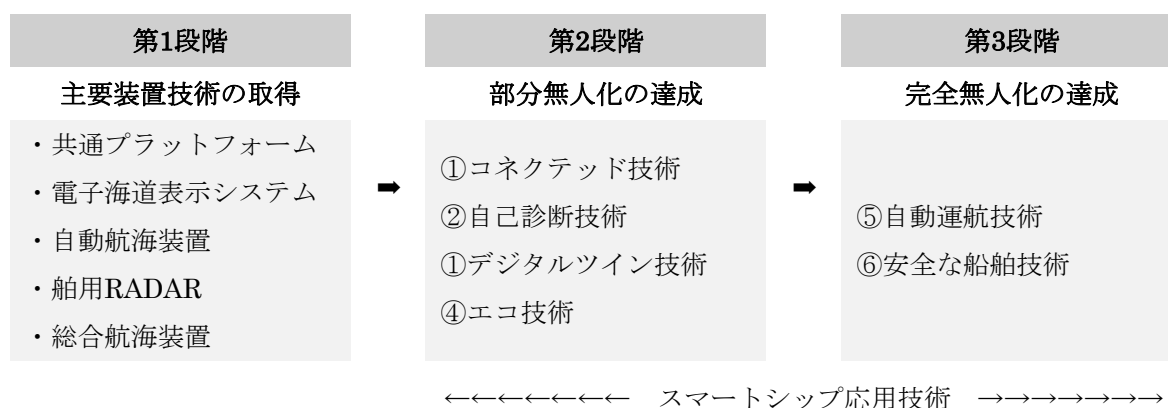 第1段階
主要装置技術の取得
・共通プラットフォーム
・電子海道表示システム
・自動航海装置
・舶用RADAR
・総合航海装置
➡
第2段階
部分無人化の達成
①コネクテッド技術
②自己診断技術
①デジタルツイン技術
④エコ技術
➡
第3段階
完全無人化の達成
⑤自動運航技術
⑥安全な船舶技術
←←←←←←← スマートシップ応用技術 →→→→→→→